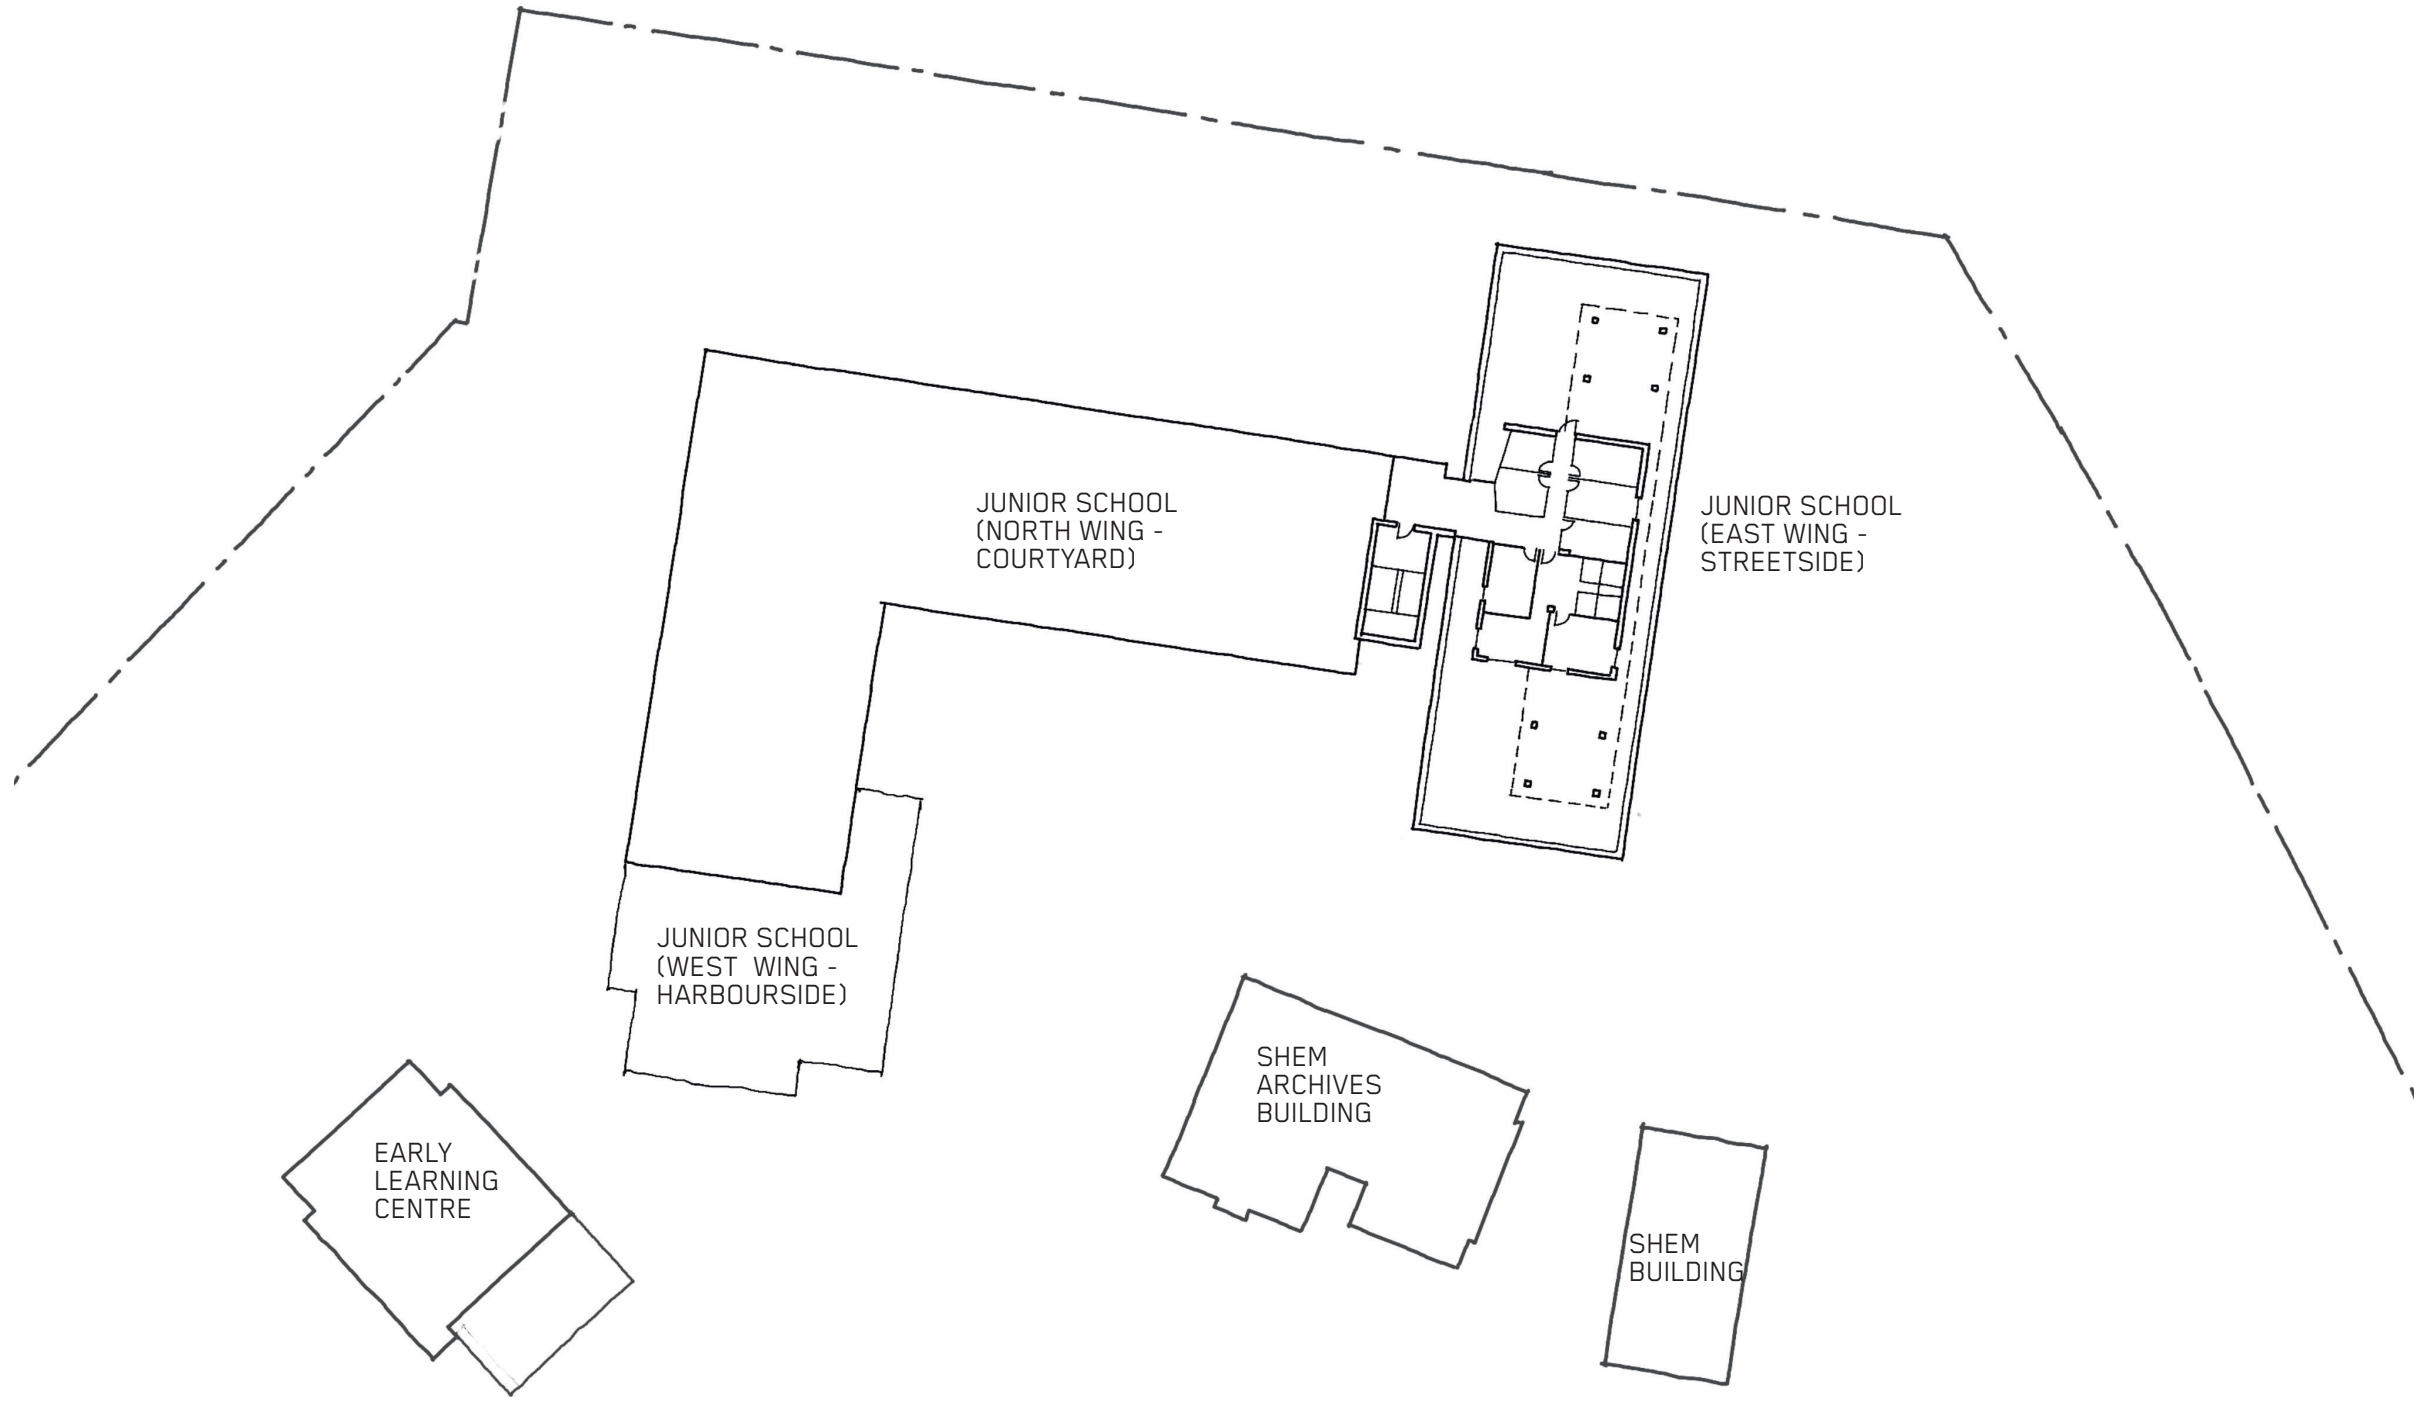 JUNIOR SCHOOL
(NORTH WING -
COURTYARD)
JUNIOR SCHOOL
(EAST WING -
STREETSIDE)
JUNIOR SCHOOL
(WEST  WING -
HARBOURSIDE)
SHEM
ARCHIVES
BUILDING
EARLY
LEARNING
CENTRE
SHEM
BUILDING